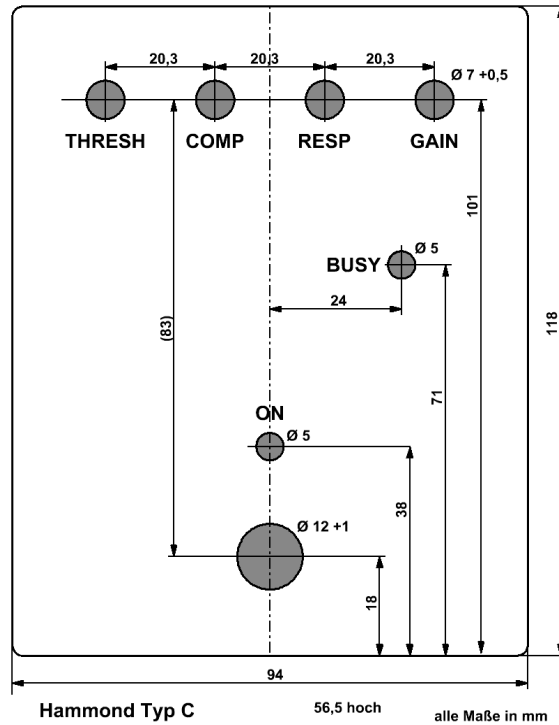 20,3 20,3 20,3
Ø 7 +0,5
THRESH COMP RESP GAIN
101
BUSY Ø 5
24
118
(83)
71
ON
Ø 5
38
Ø 12 +1
18
94
Hammond Typ C 56,5 hoch alle Maße in mm